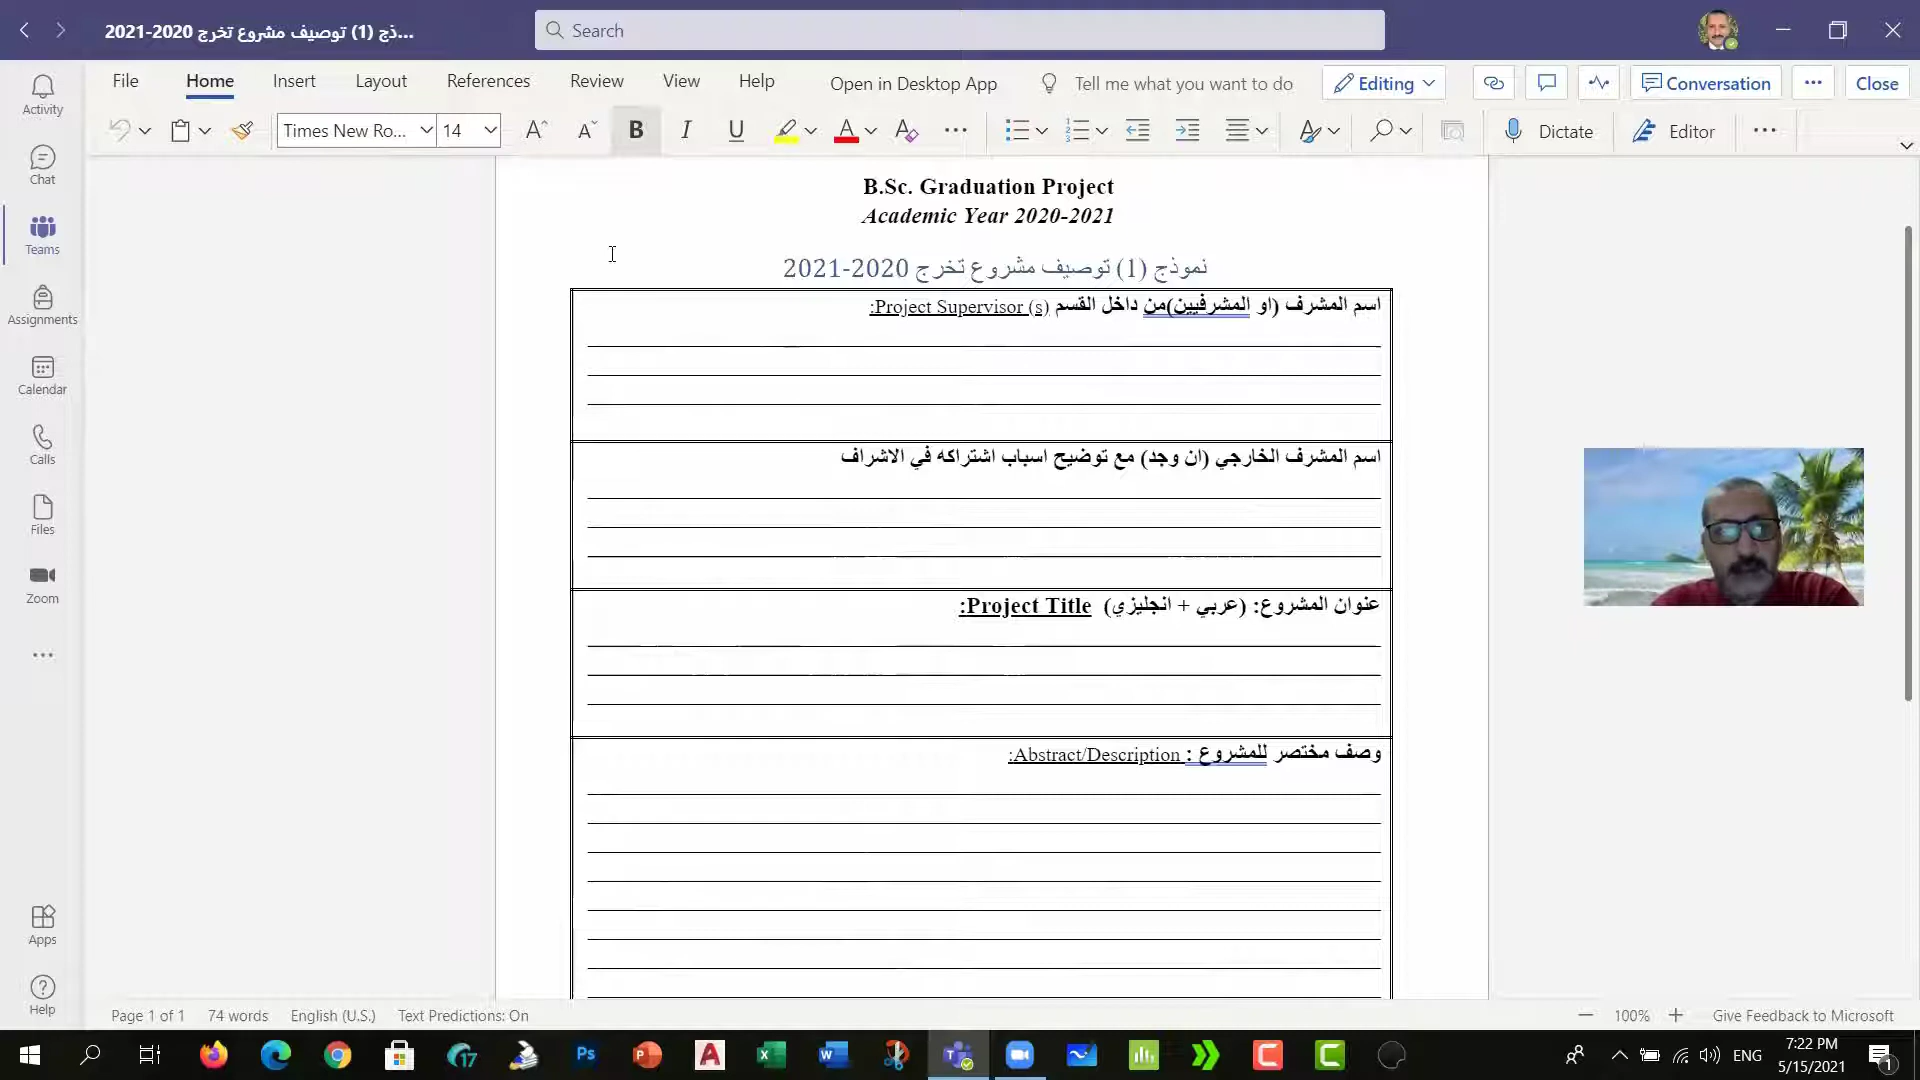 نموذج (1) توصيف مشروع تخرج 2020-2021...
Search
File Home Insert Layout References Review View Help Open in Desktop App Tell me what you want to do Editing Conversation Close
Times New Ro... 14 B I U Dictate Editor
Activity
Chat
Teams
Assignments
Calendar
Calls
Files
Zoom
Apps
Help
B.Sc. Graduation Project
Academic Year 2020-2021
نموذج (1) توصيف مشروع تخرج 2020-2021
اسم المشرف (او المشرفيين)من داخل القسم Project Supervisor (s):
اسم المشرف الخارجي (ان وجد) مع توضيح اسباب اشتراكه في الاشراف
عنوان المشروع: (عربي + انجليزي) Project Title:
وصف مختصر للمشروع : Abstract/Description:
Page 1 of 1 74 words English (U.S.) Text Predictions: On 100% Give Feedback to Microsoft
17 Ps ENG 7:22 PM
5/15/2021 1